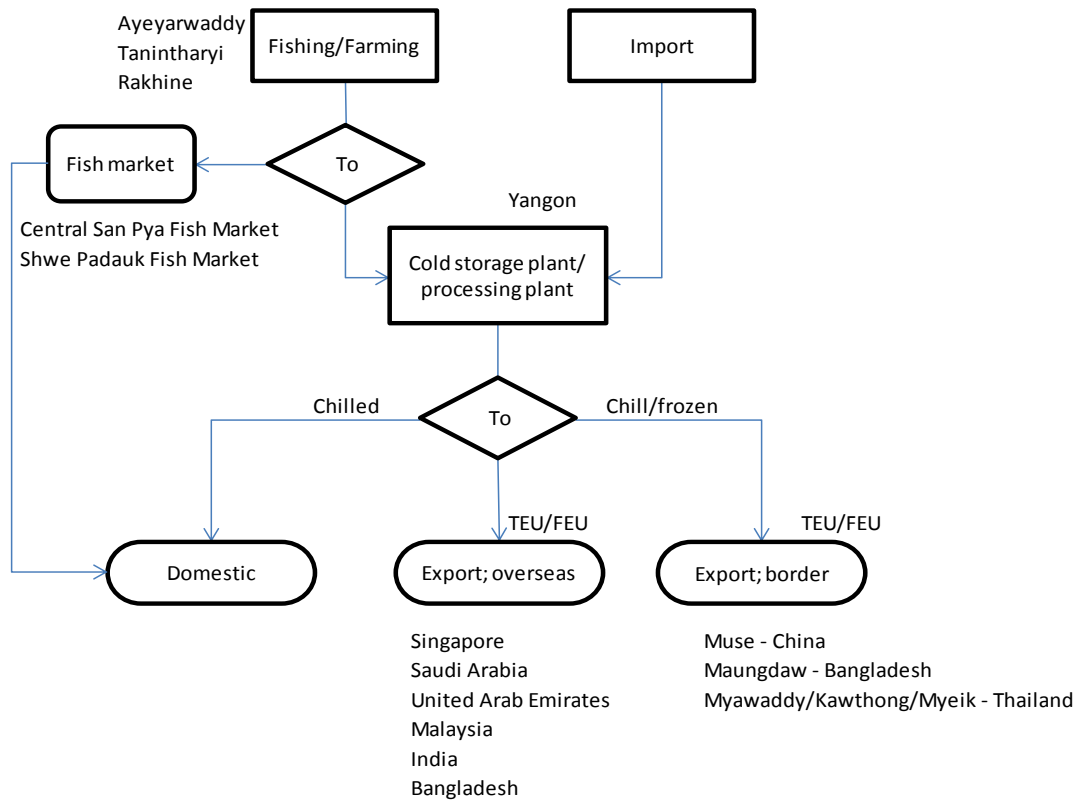 Ayeyarwaddy
Tanintharyi
Rakhine
Fishing/Farming
Import
Fish market
To
Central San Pya Fish Market
Shwe Padauk Fish Market
Yangon
Cold storage plant/
processing plant
Chilled
To
Chill/frozen
TEU/FEU
TEU/FEU
Domestic
Export; overseas
Export; border
Singapore
Saudi Arabia
United Arab Emirates
Malaysia
India
Bangladesh
Muse - China
Maungdaw - Bangladesh
Myawaddy/Kawthong/Myeik - Thailand